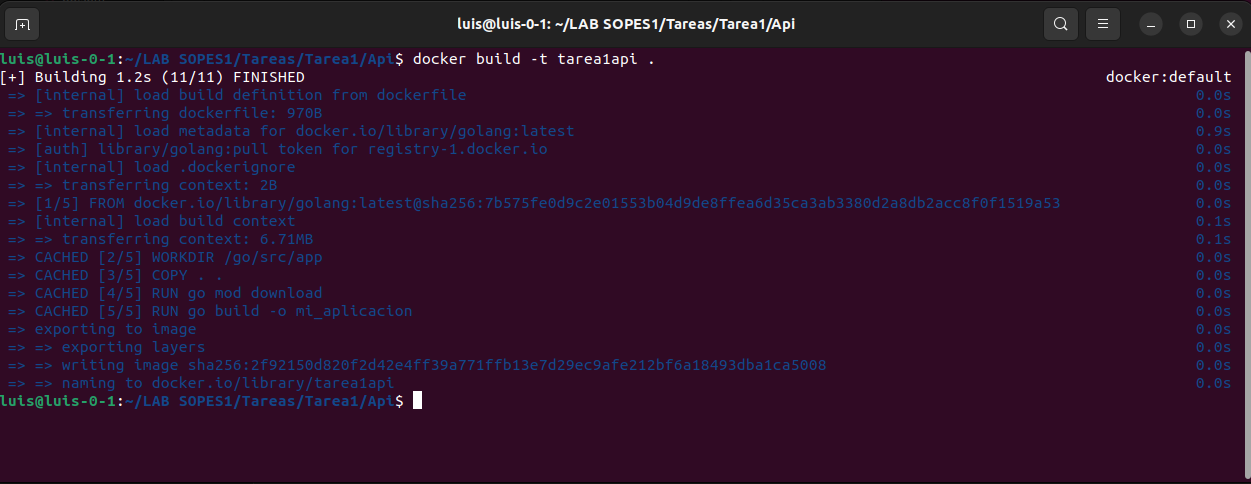 luis@luis-0-1: ~/LAB SOPES1/Tareas/Tarea1/Api
luis@luis-0-1:~/LAB SOPES1/Tareas/Tarea1/Api$ docker build -t tarea1api .
[+] Building 1.2s (11/11) FINISHED docker:default
=> [internal] load build definition from dockerfile 0.0s
=> => transferring dockerfile: 970B 0.0s
=> [internal] load metadata for docker.io/library/golang:latest 0.9s
=> [auth] library/golang:pull token for registry-1.docker.io 0.0s
=> [internal] load .dockerignore 0.0s
=> => transferring context: 2B 0.0s
=> [1/5] FROM docker.io/library/golang:latest@sha256:7b575fe0d9c2e01553b04d9de8ffea6d35ca3ab3380d2a8db2acc8f0f1519a53 0.0s
=> [internal] load build context 0.1s
=> => transferring context: 6.71MB 0.1s
=> CACHED [2/5] WORKDIR /go/src/app 0.0s
=> CACHED [3/5] COPY . . 0.0s
=> CACHED [4/5] RUN go mod download 0.0s
=> CACHED [5/5] RUN go build -o mi_aplicacion 0.0s
=> exporting to image 0.0s
=> => exporting layers 0.0s
=> => writing image sha256:2f92150d820f2d42e4ff39a771ffb13e7d29ec9afe212bf6a18493dba1ca5008 0.0s
=> => naming to docker.io/library/tarea1api 0.0s
luis@luis-0-1:~/LAB SOPES1/Tareas/Tarea1/Api$